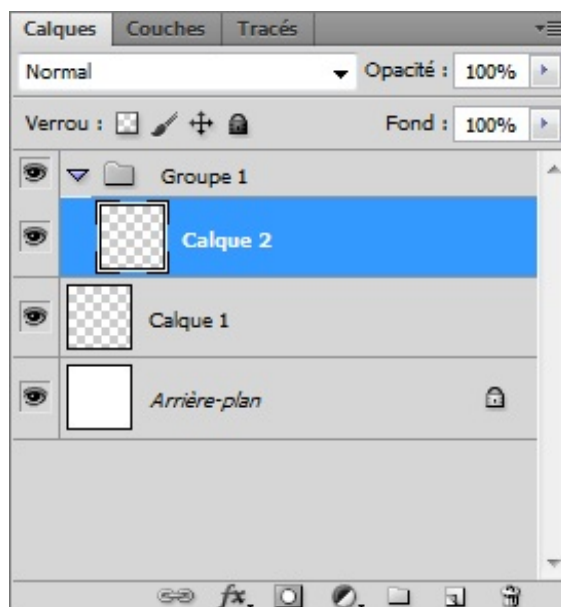 Calques Couches Tracés
Normal Opacité : 100%
Verrou : Fond : 100%
Groupe 1
Calque 2
Calque 1
Arrière-plan
fx.